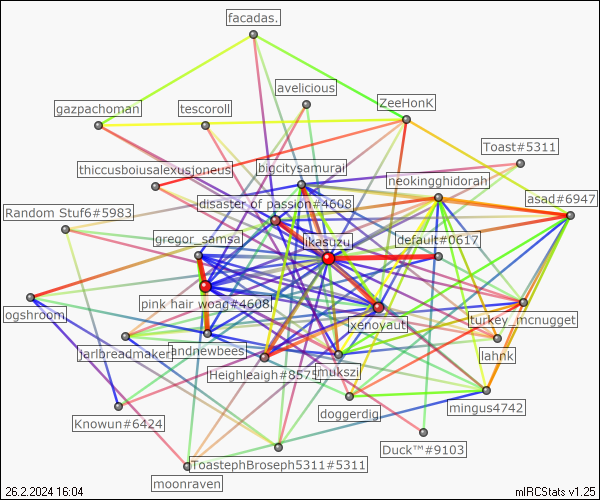 facadas.
avelicious
gazpachoman
tescoroll
ZeeHonK
Toast#5311
thiccusboiusalexusjoneus
bigcitysamurai
neokingghidorah
asad#6947
disaster of passion#4608
Random Stuf6#5983
gregor_samsa
ikasuzu
default#0617
ogshroom
pink hair woag#4608
xenoyaut
turkey_mcnugget
jarlbreadmaker
andnewbees
lahnk
Heighleaigh#8575
mukszi
doggerdig
mingus4742
Knowun#6424
Duck™#9103
ToastephBroseph5311#5311
moonraven
26.2.2024 16:04
mIRCStats v1.25